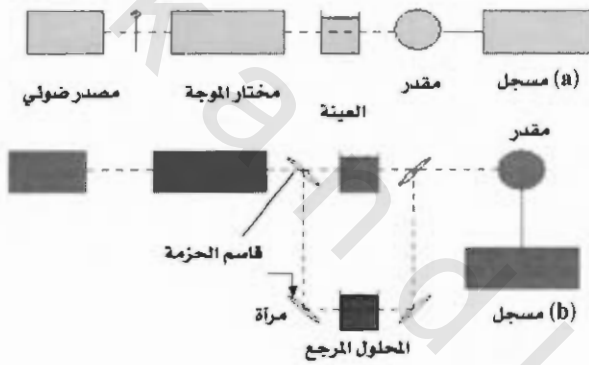 مصدر ضوئي
مختار الموجة
العينة
مقدر
(a) مسجل
مقدر
قاسم الحزمة
مرآة
المحلول المرجع
(b) مسجل